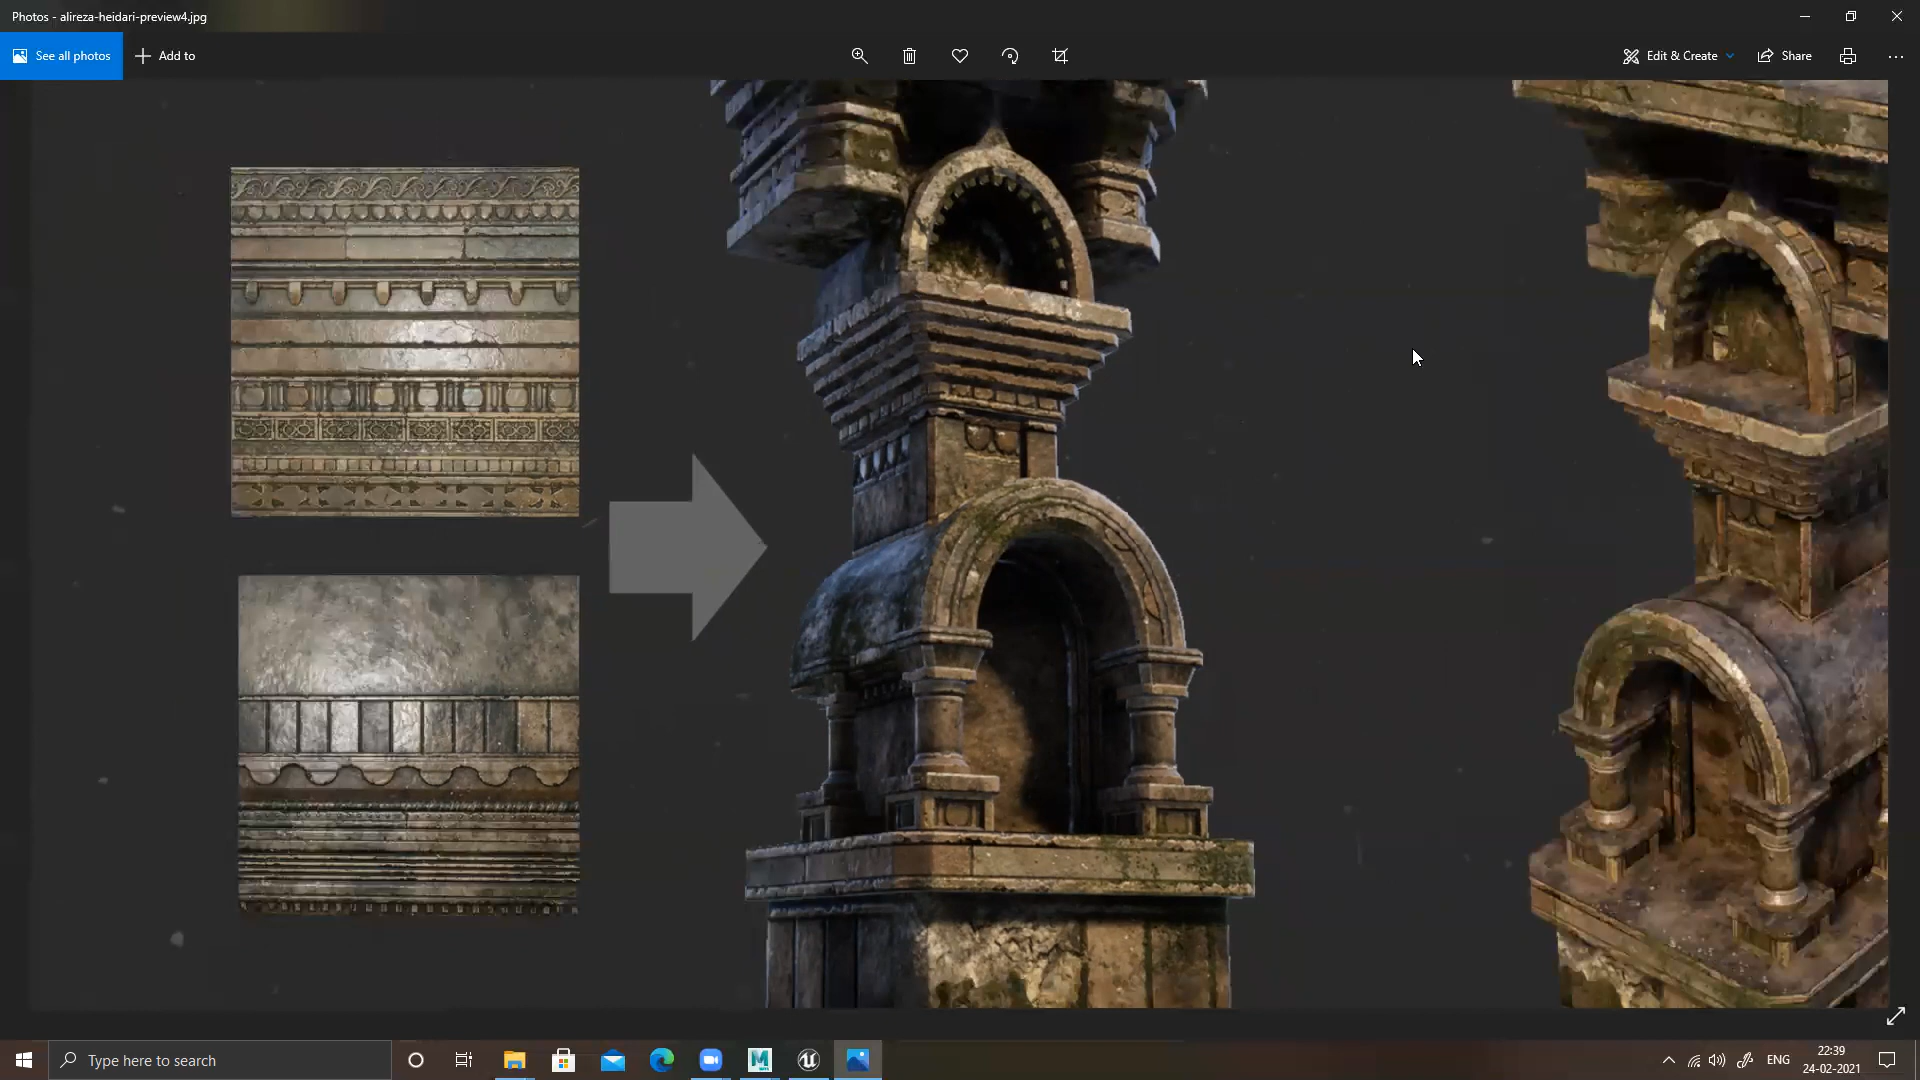 Photos - alireza-heidari-preview4.jpg
See all photos
Add to
Edit & Create
Share
Type here to search
ENG
22:39
24-02-2021